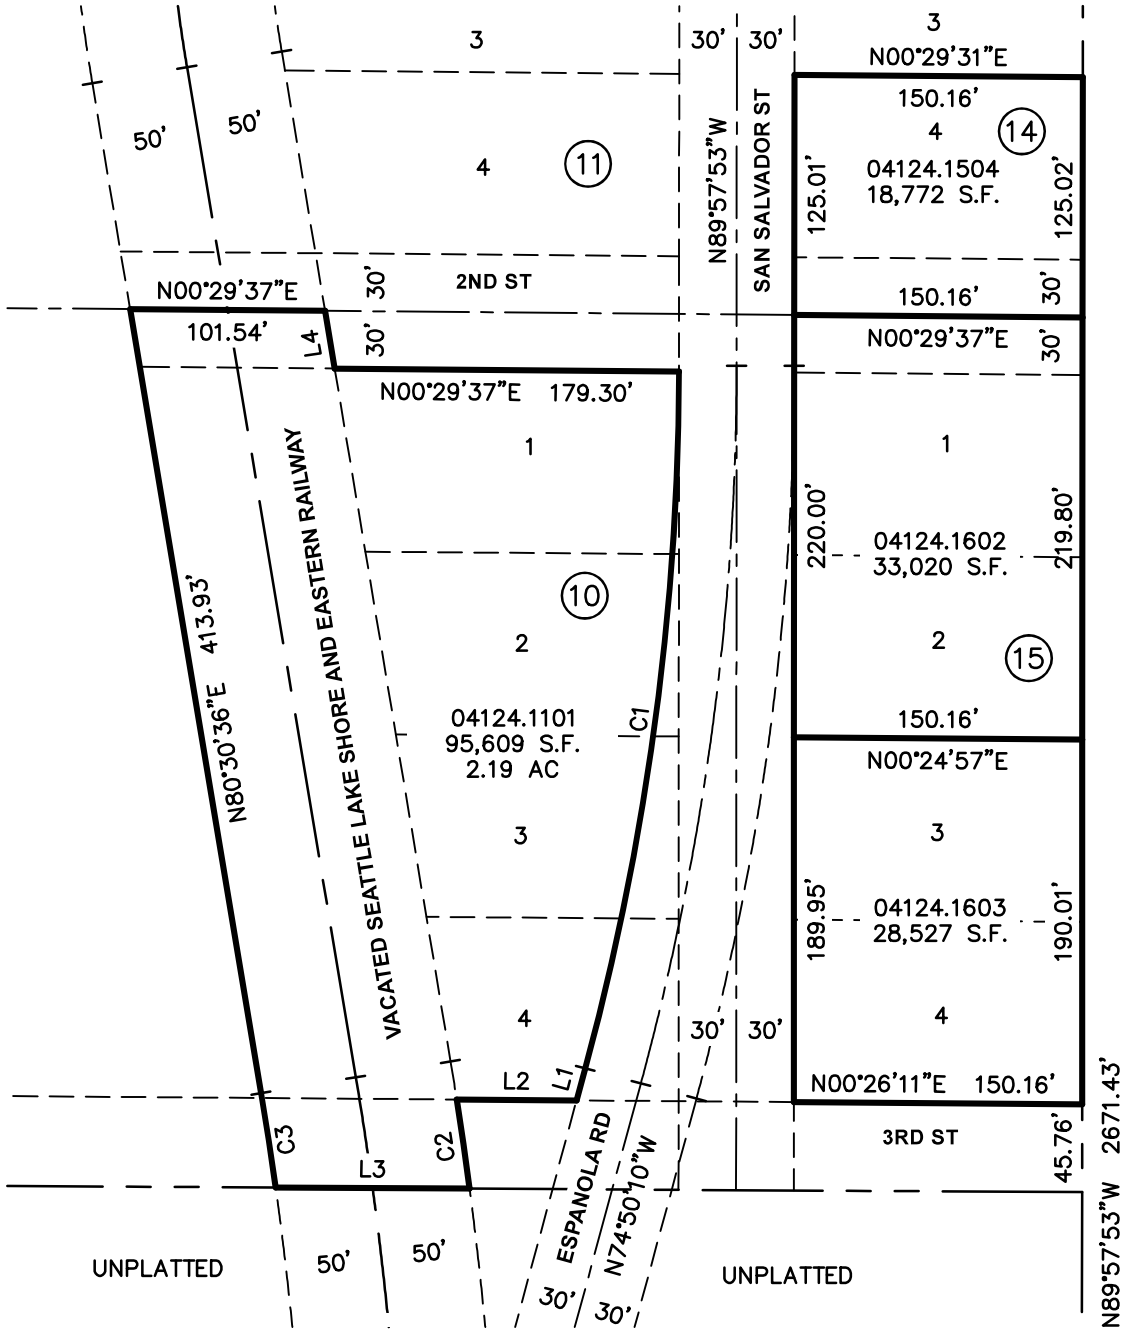 3
30'
30'
3
N00°29'31"E
150.16'
50'
50'
4
11
N89°57'53"W
SAN SALVADOR ST
125.01'
4
14
04124.1504
18,772 S.F.
125.02'
2ND ST
30'
N00°29'37"E
101.54'
L4
30'
150.16'
30'
N00°29'37"E
30'
N00°29'37"E 179.30'
1
1
VACATED SEATTLE LAKE SHORE AND EASTERN RAILWAY
220.00'
04124.1602
33,020 S.F.
219.80'
N80°30'36"E 413.93'
10
2
2
15
04124.1101
95,609 S.F.
2.19 AC
C1
150.16'
N00°24'57"E
3
3
189.95'
04124.1603
28,527 S.F.
190.01'
4
30'
30'
4
L2
L1
N00°26'11"E 150.16'
C3
C2
L3
3RD ST
45.76'
N89°57'53"W 2671.43'
ESPANOLA RD
N74°50'10"W
UNPLATTED
50'
50'
30'
30'
UNPLATTED